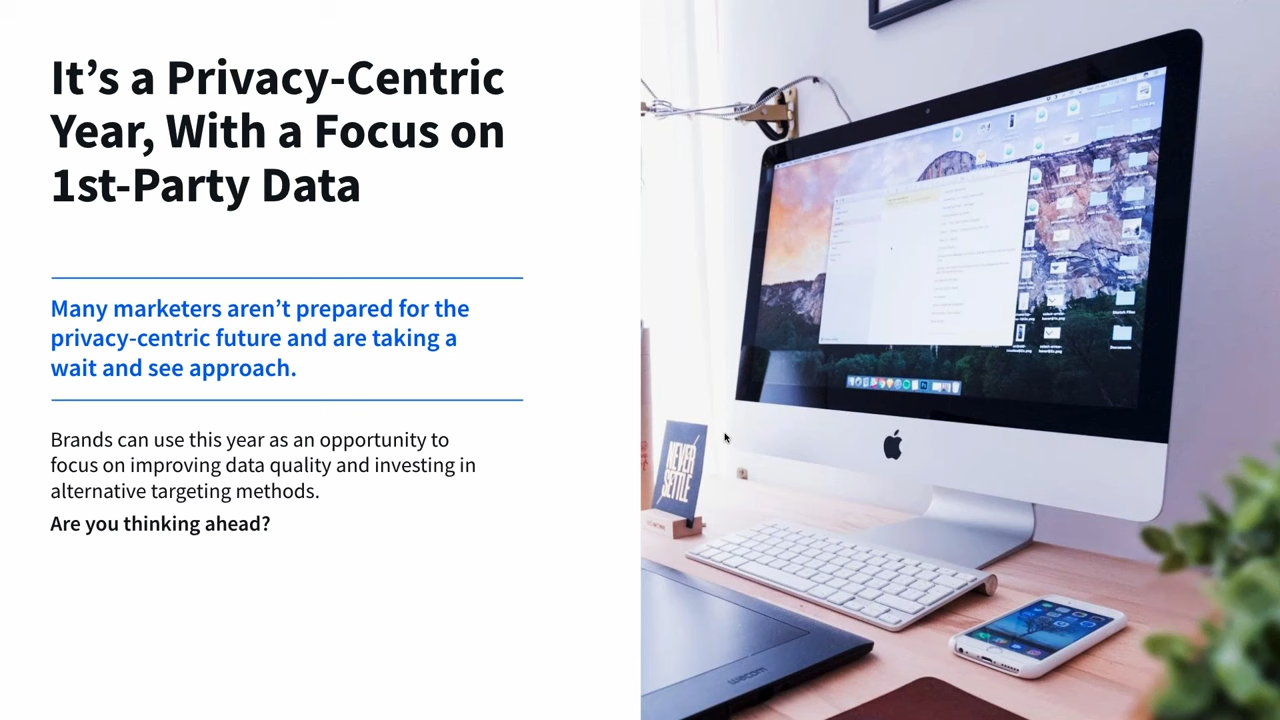 It’s a Privacy-Centric
Year, With a Focus on
1st-Party Data
Many marketers aren’t prepared for the
privacy-centric future and are taking a
wait and see approach.
Brands can use this year as an opportunity to
focus on improving data quality and investing in
alternative targeting methods.
Are you thinking ahead?
NEVER
SETTLE
wacom